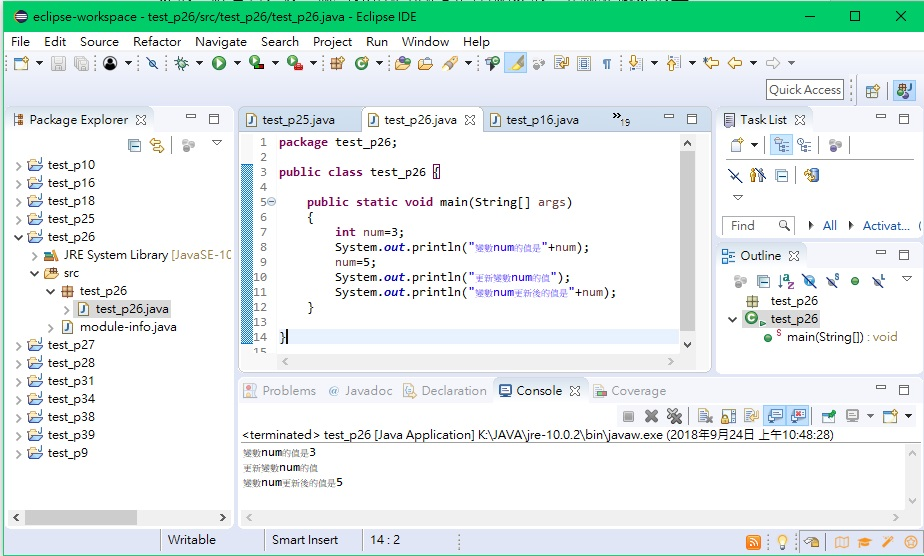 eclipse-workspace - test_p26/src/test_p26/test_p26.java - Eclipse IDE
File Edit Source Refactor Navigate Search Project Run Window Help
Quick Access
Package Explorer
test_p10
test_p16
test_p18
test_p25
test_p26
JRE System Library [JavaSE-10
src
test_p26
test_p26.java
module-info.java
test_p27
test_p28
test_p31
test_p34
test_p38
test_p39
test_p9
test_p25.java test_p26.java test_p16.java 19
1 package test_p26;
2
3 public class test_p26 {
4
5 public static void main(String[] args)
6 {
7 int num=3;
8 System.out.println("變數num的值是"+num);
9 num=5;
10 System.out.println("更新變數num的值");
11 System.out.println("變數num更新後的值是"+num);
12 }
13
14 }
15
Task List
Find All Activat...
Outline
test_p26
test_p26
main(String[]) : void
Problems Javadoc Declaration Console Coverage
<terminated> test_p26 [Java Application] K:\JAVA\jre-10.0.2\bin\javaw.exe (2018年9月24日 上午10:48:28)
變數num的值是3
更新變數num的值
變數num更新後的值是5
Writable Smart Insert 14 : 2